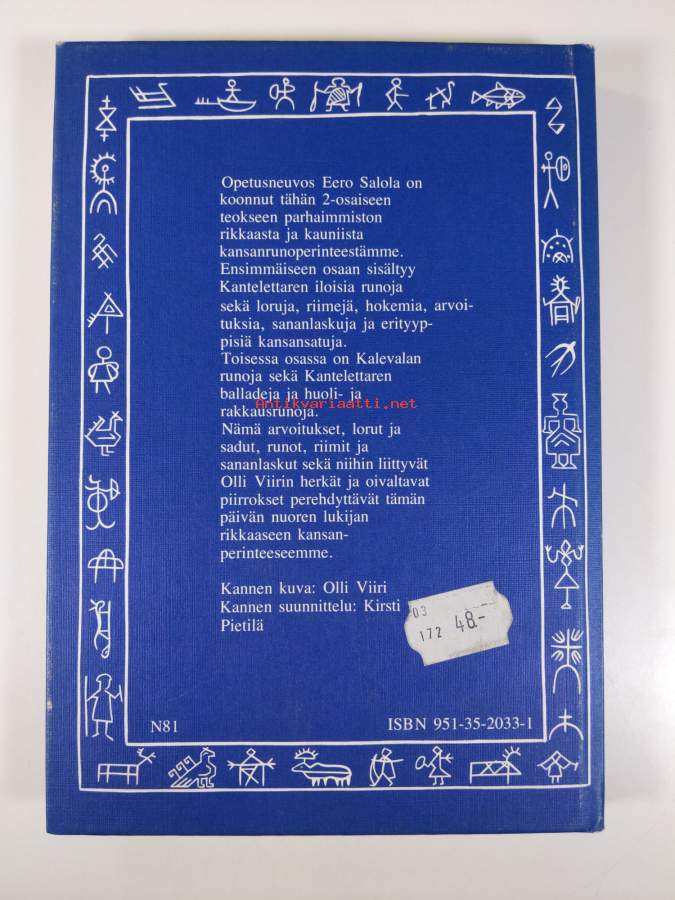 Opetusneuvos Eero Salola on
koonnut tähän 2-osaiseen
teokseen parhaimmiston
rikkaasta ja kauniista
kansanrunoperinteestämme.
Ensimmäiseen osaan sisältyy
Kantelettaren iloisia runoja
sekä loruja, riimejä, hokemia, arvoi-
tuksia, sananlaskuja ja erityyp-
pisiä kansansatuja.
Toisessa osassa on Kalevalan
runoja sekä Kantelettaren
balladeja ja huoli- ja
Antikvariaatti.net
rakkausrunoja.
Nämä arvoitukset, lorut ja
sadut, runot, riimit ja
sananlaskut sekä niihin liittyvät
Olli Viirin herkät ja oivaltavat
piirrokset perehdyttävät tämän
päivän nuoren lukijan
rikkaaseen kansan-
perinteeseemme.
Kannen kuva: Olli Viiri
Kannen suunnittelu: Kirsti
Pietilä
03
172 48.-
N81
ISBN 951-35-2033-1